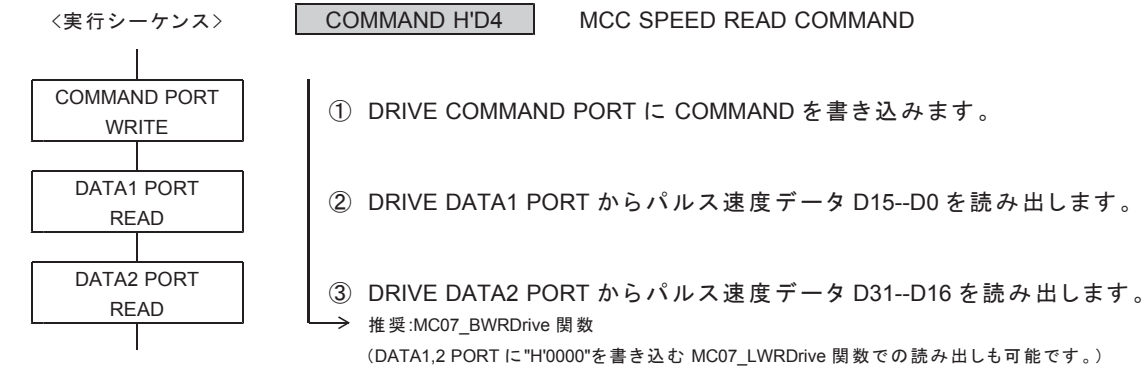 <実行シーケンス>
COMMAND H'D4 MCC SPEED READ COMMAND
COMMAND PORT
WRITE
① DRIVE COMMAND PORT に COMMAND を書き込みます。
DATA1 PORT
READ
② DRIVE DATA1 PORT からパルス速度データ D15--D0 を読み出します。
DATA2 PORT
READ
③ DRIVE DATA2 PORT からパルス速度データ D31--D16 を読み出します。
推奨:MC07_BWRDrive 関数
(DATA1,2 PORT に"H'0000"を書き込む MC07_LWRDrive 関数での読み出しも可能です。)